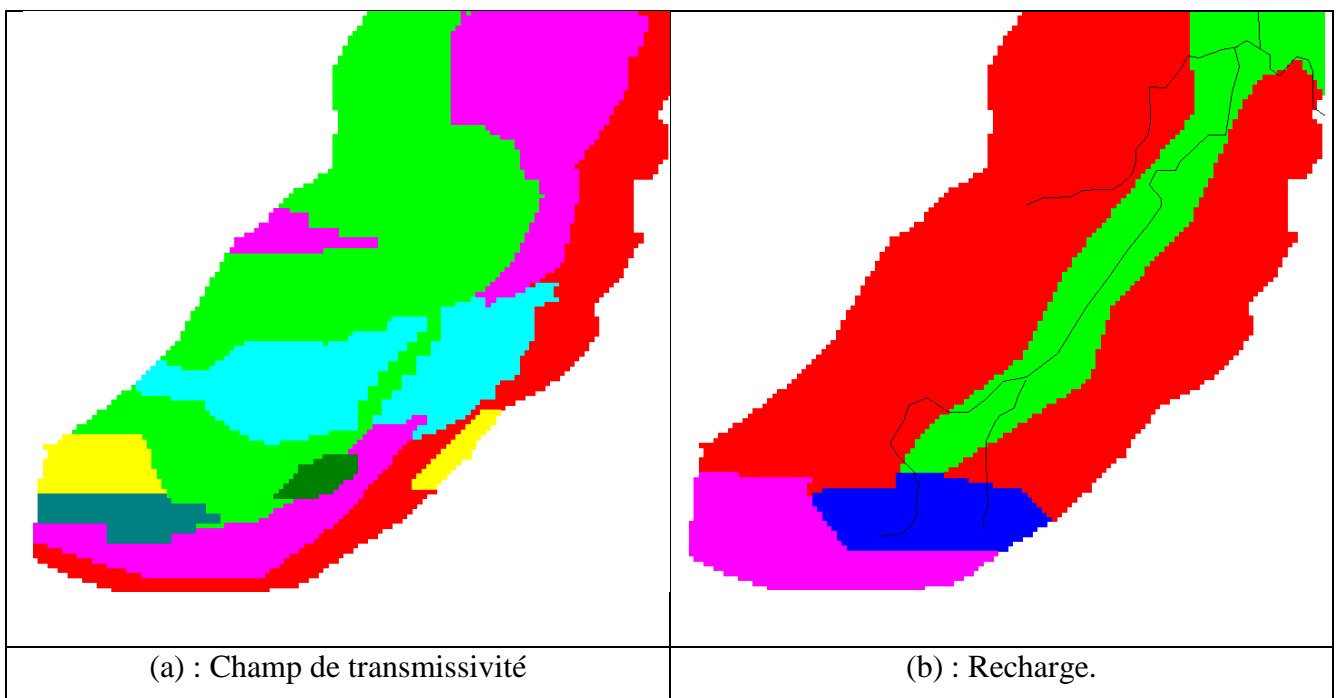 (a) : Champ de transmissivité
(b) : Recharge.